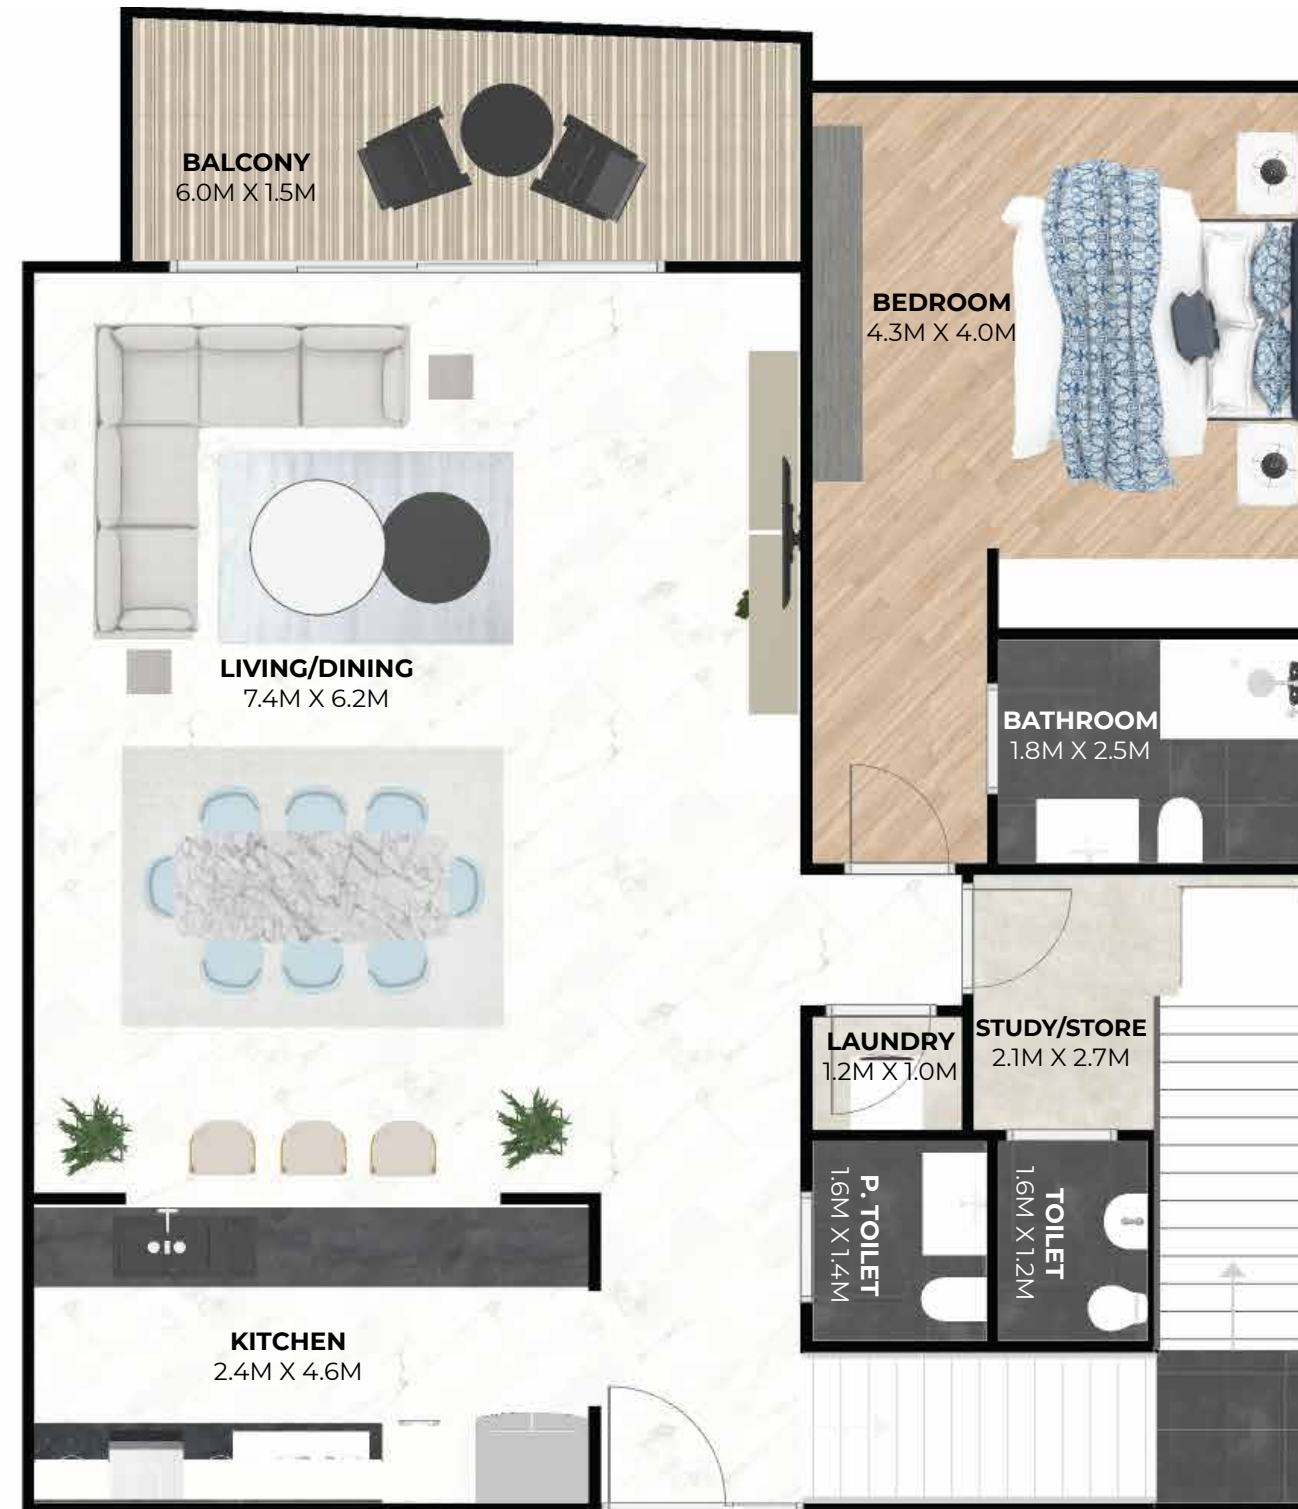 BALCONY
6.0M X 1.5M
BEDROOM
4.3M X 4.0M
LIVING/DINING
7.4M X 6.2M
BATHROOM
1.8M X 2.5M
LAUNDRY
1.2M X 1.0M
STUDY/STORE
2.1M X 2.7M
P. TOILET
1.6M X 1.4M
TOILET
1.6M X 1.2M
KITCHEN
2.4M X 4.6M